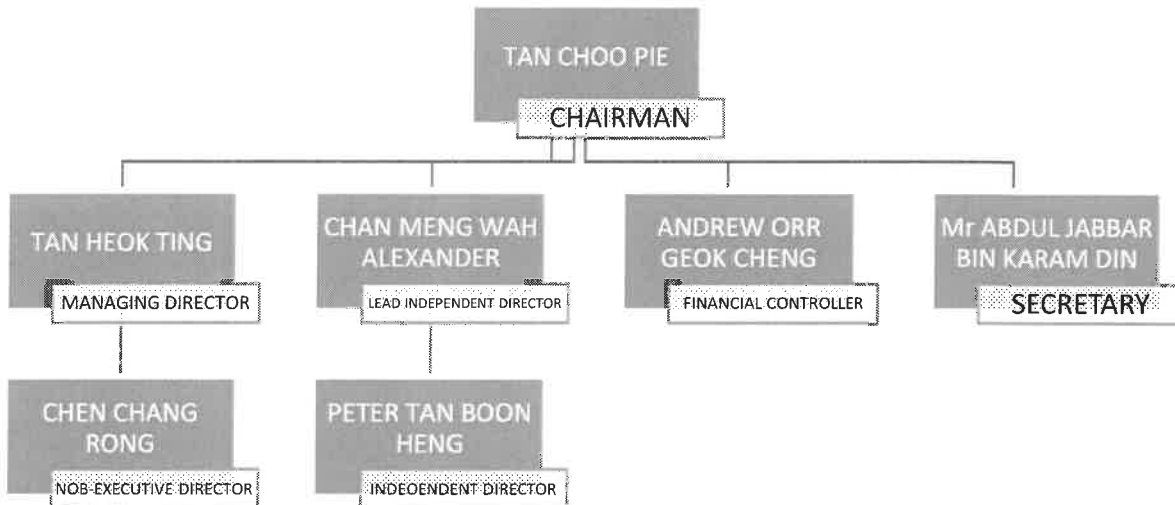 TAN CHOO PIE
CHAIRMAN
TAN HEOK TING
MANAGING DIRECTOR
CHAN MENG WAH
ALEXANDER
LEAD INDEPENDENT DIRECTOR
ANDREW ORR
GEOK CHENG
FINANCIAL CONTROLLER
Mr ABDUL JABBAR
BIN KARAM DIN
SECRETARY
CHEN CHANG
RONG
NOB-EXECUTIVE DIRECTOR
PETER TAN BOON
HENG
INDEOENDENT DIRECTOR